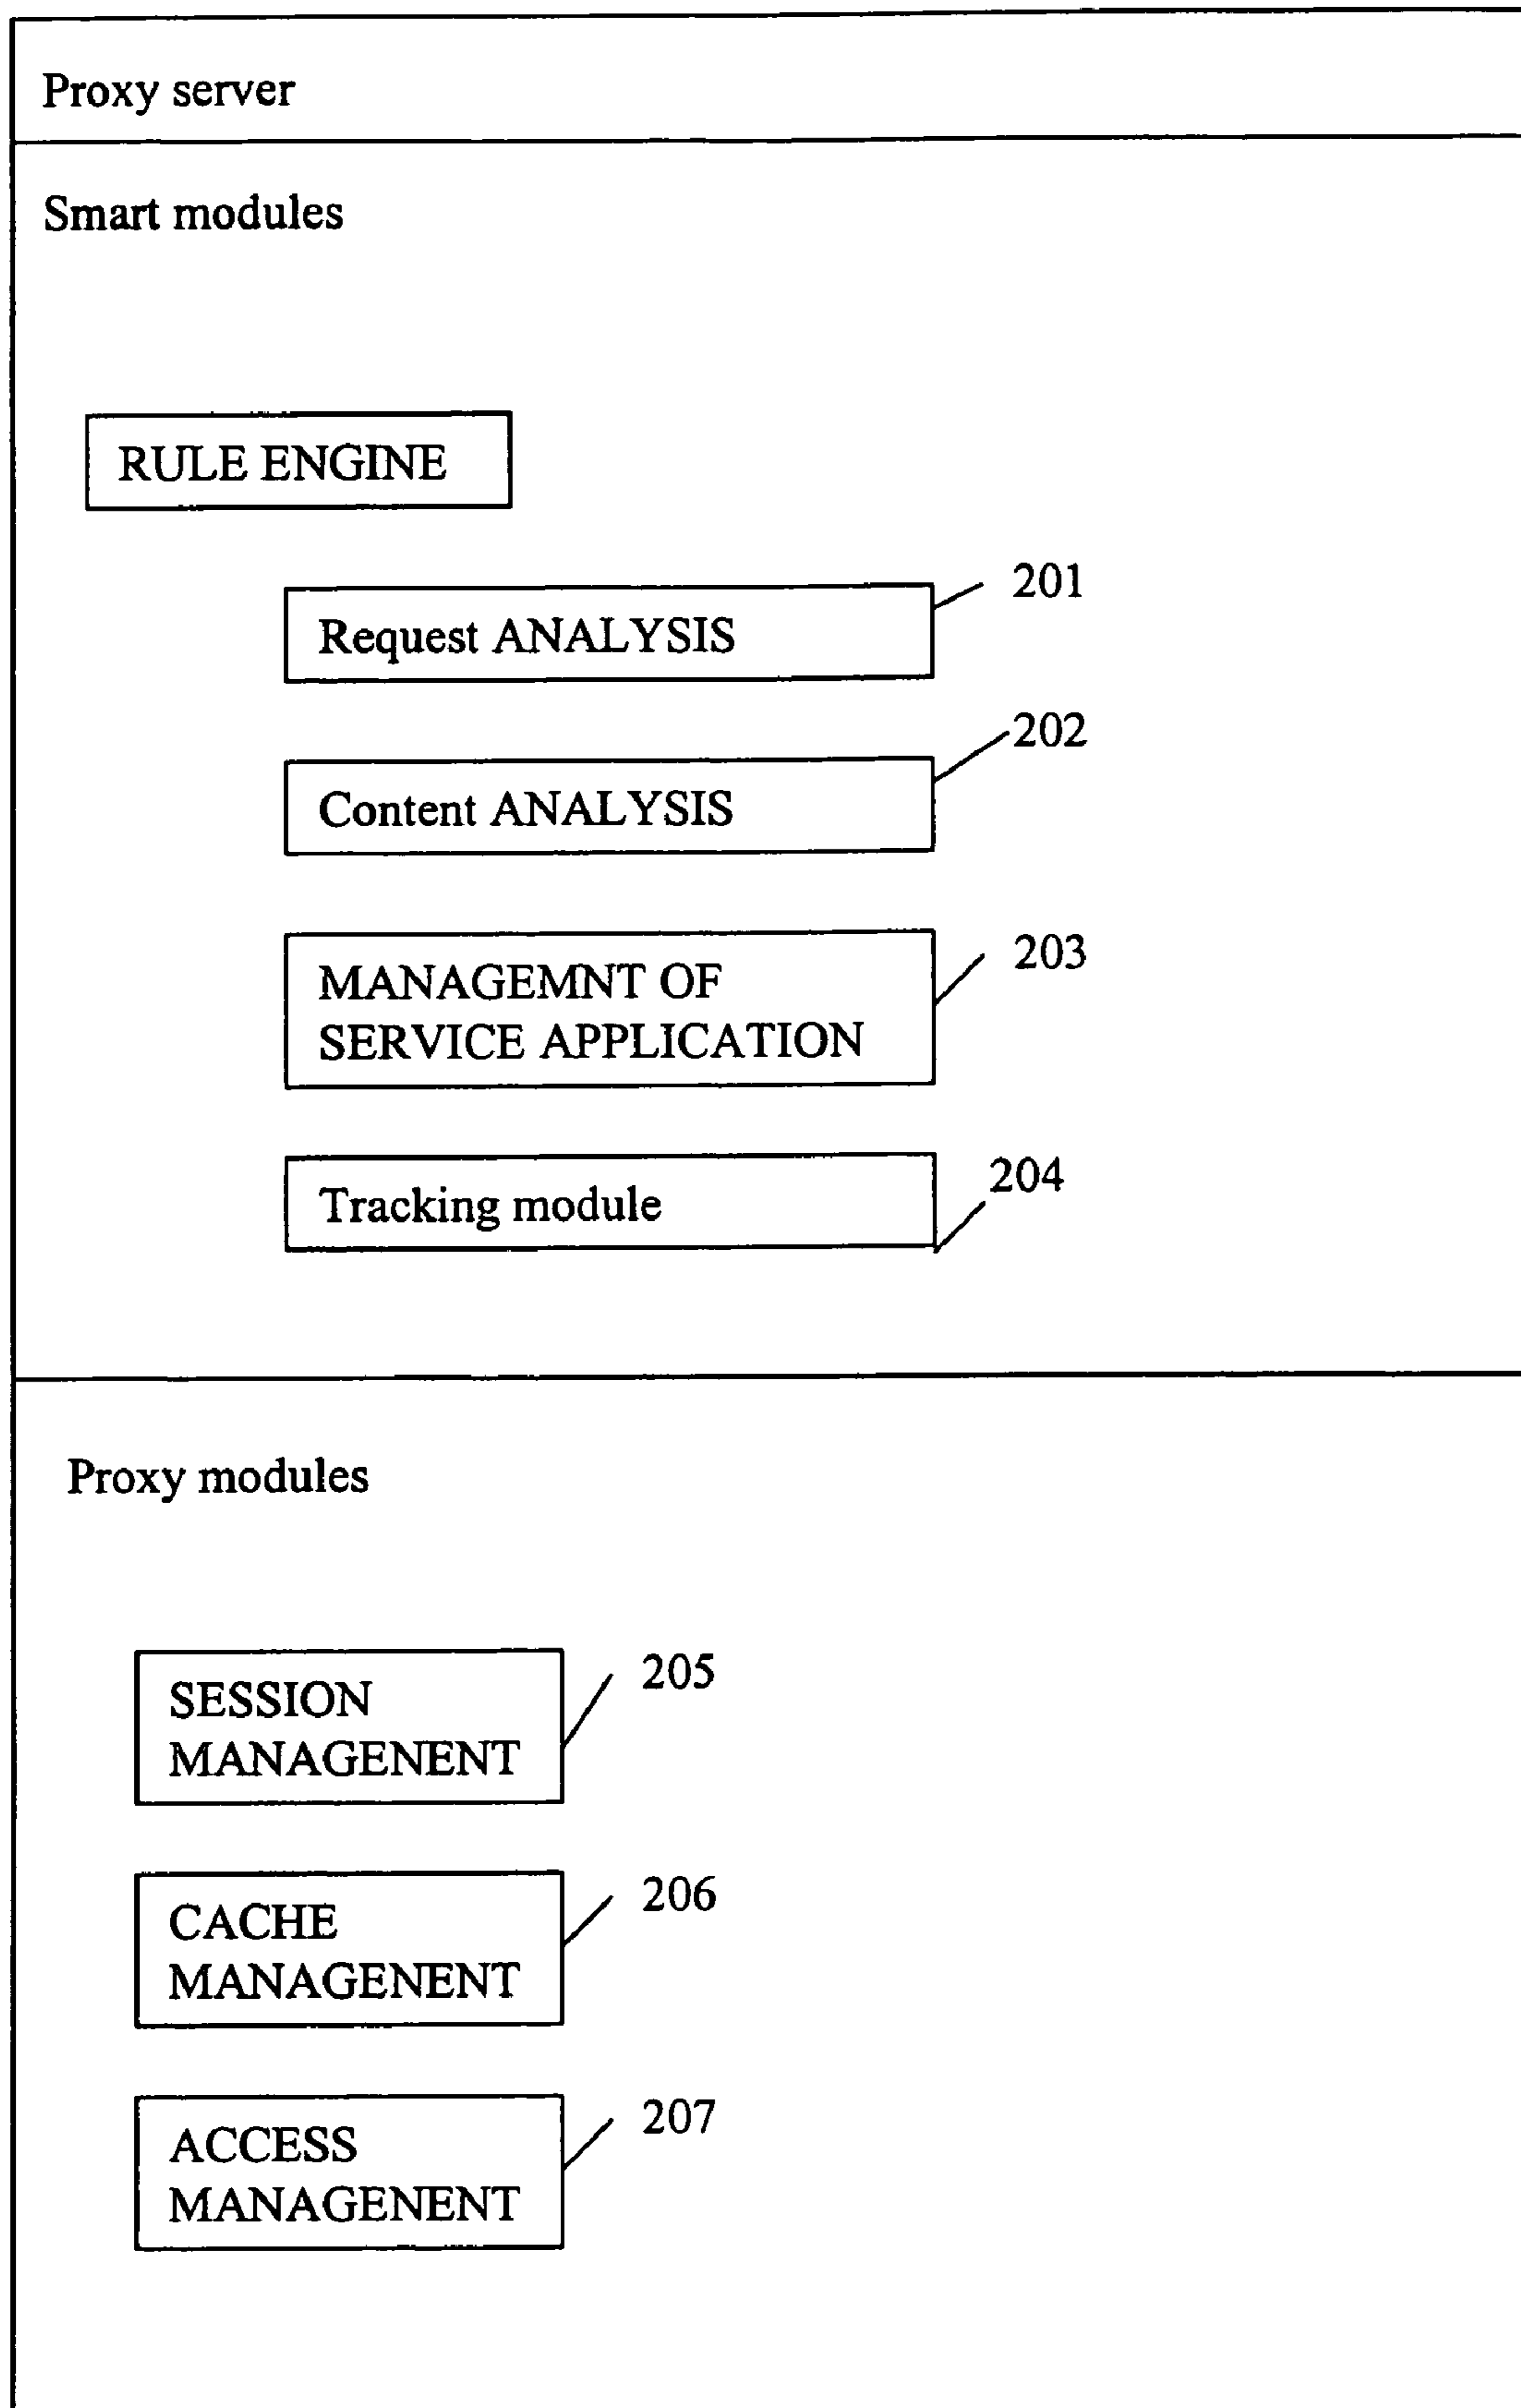 Proxy server
Smart modules
RULE ENGINE
201
Request ANALYSIS
202
Content ANALYSIS
203
MANAGEMNT OF
SERVICE APPLICATION
204
Tracking module
Proxy modules
205
SESSION
MANAGENENT
206
CACHE
MANAGENENT
207
ACCESS
MANAGENENT